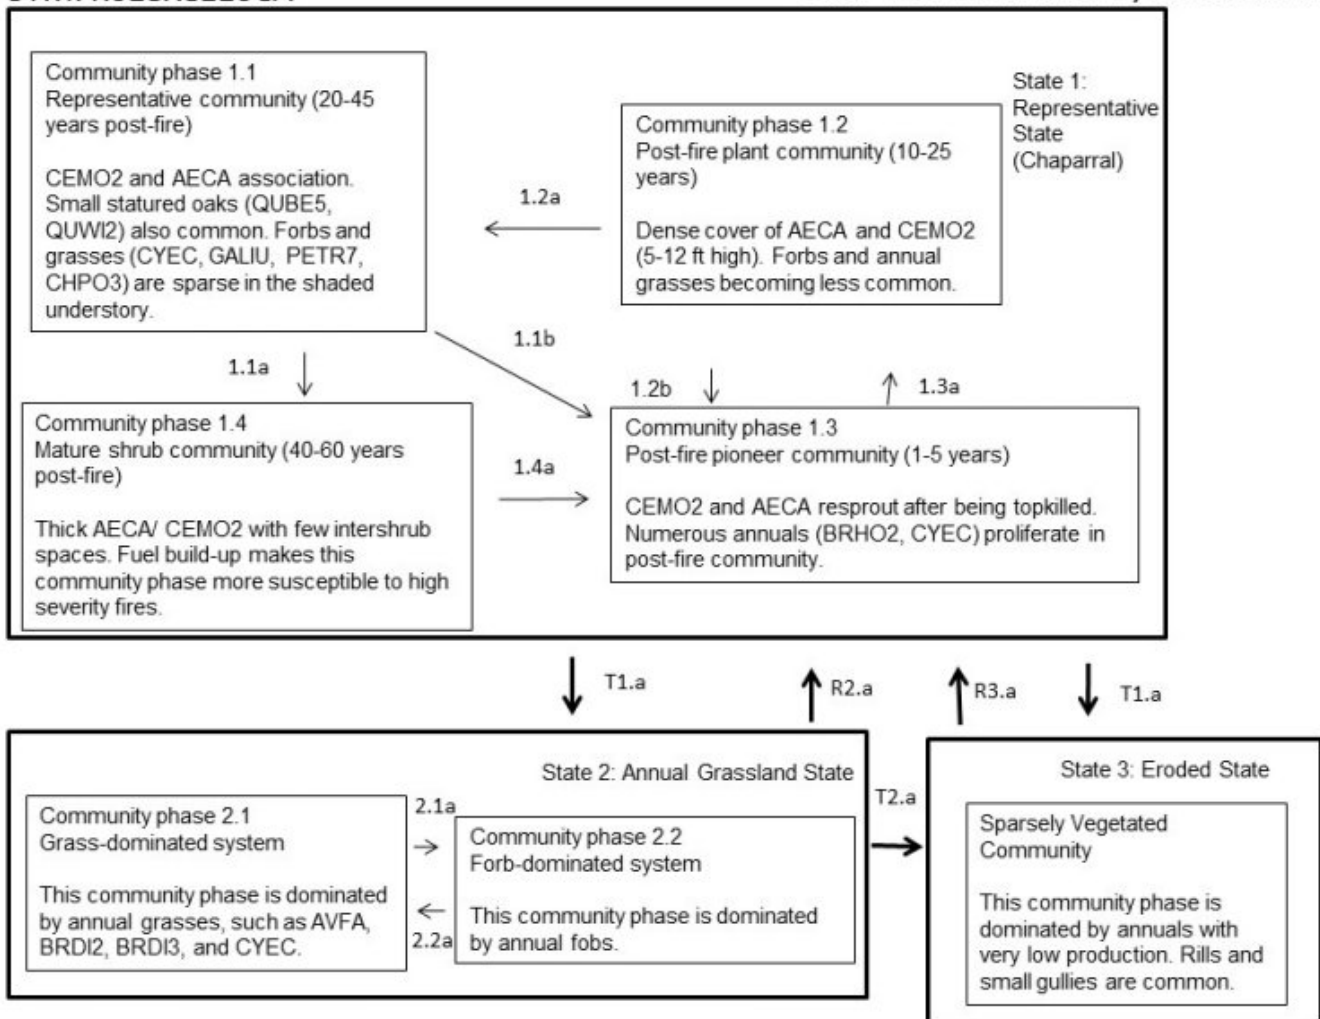 Community phase 1.1
Representative community (20-45
years post-fire)
CEMO2 and AECA association.
Small statured oaks (QUBE5,
QUWI2) also common. Forbs and
grasses (CYEC, GALIU, PETR7,
CHPO3) are sparse in the shaded
understory.
1.2a
Community phase 1.2
Post-fire plant community (10-25
years)
Dense cover of AECA and CEMO2
(5-12 ft high). Forbs and annual
grasses becoming less common.
State 1:
Representative
State
(Chaparral)
1.1a
1.1b
1.2b
1.3a
Community phase 1.4
Mature shrub community (40-60 years
post-fire)
Thick AECA/ CEMO2 with few intershrub
spaces. Fuel build-up makes this
community phase more susceptible to high
severity fires.
1.4a
Community phase 1.3
Post-fire pioneer community (1-5 years)
CEMO2 and AECA resprout after being topkilled.
Numerous annuals (BRHO2, CYEC) proliferate in
post-fire community.
T1.a
R2.a
R3.a
T1.a
State 2: Annual Grassland State
Community phase 2.1
Grass-dominated system
This community phase is dominated
by annual grasses, such as AVFA,
BRDI2, BRDI3, and CYEC.
2.1a
2.2a
Community phase 2.2
Forb-dominated system
This community phase is dominated
by annual fobs.
T2.a
State 3: Eroded State
Sparsely Vegetated
Community
This community phase is
dominated by annuals with
very low production. Rills and
small gullies are common.